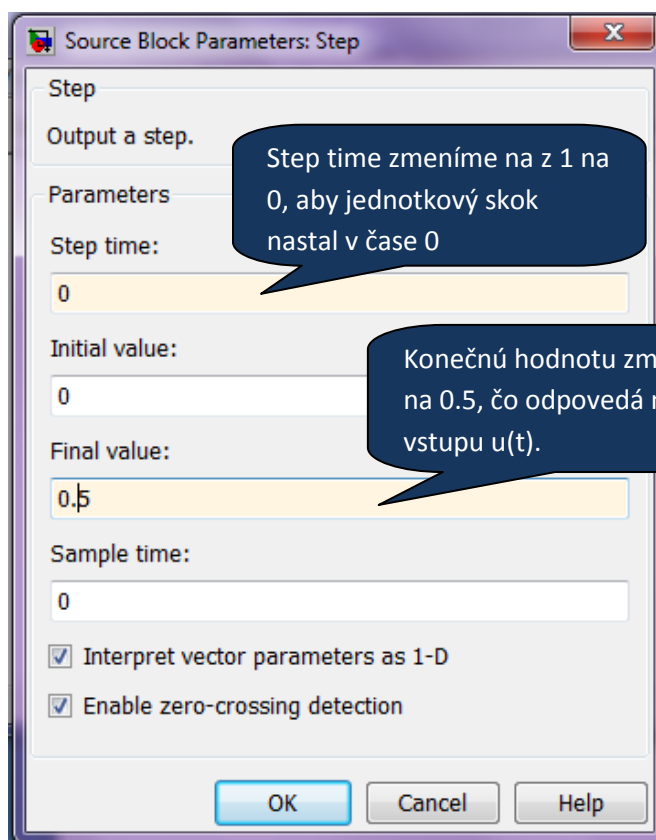 Source Block Parameters: Step
Step
Output a step.
Step time zmeníme na z 1 na
0, aby jednotkový skok
nastal v čase 0
Parameters
Step time:
0
Initial value:
0
Konečnú hodnotu
na 0.5, čo odpovedá
vstupu u(t).
Final value:
0.5
Sample time:
0
Interpret vector parameters as 1-D
Enable zero-crossing detection
OK Cancel Help